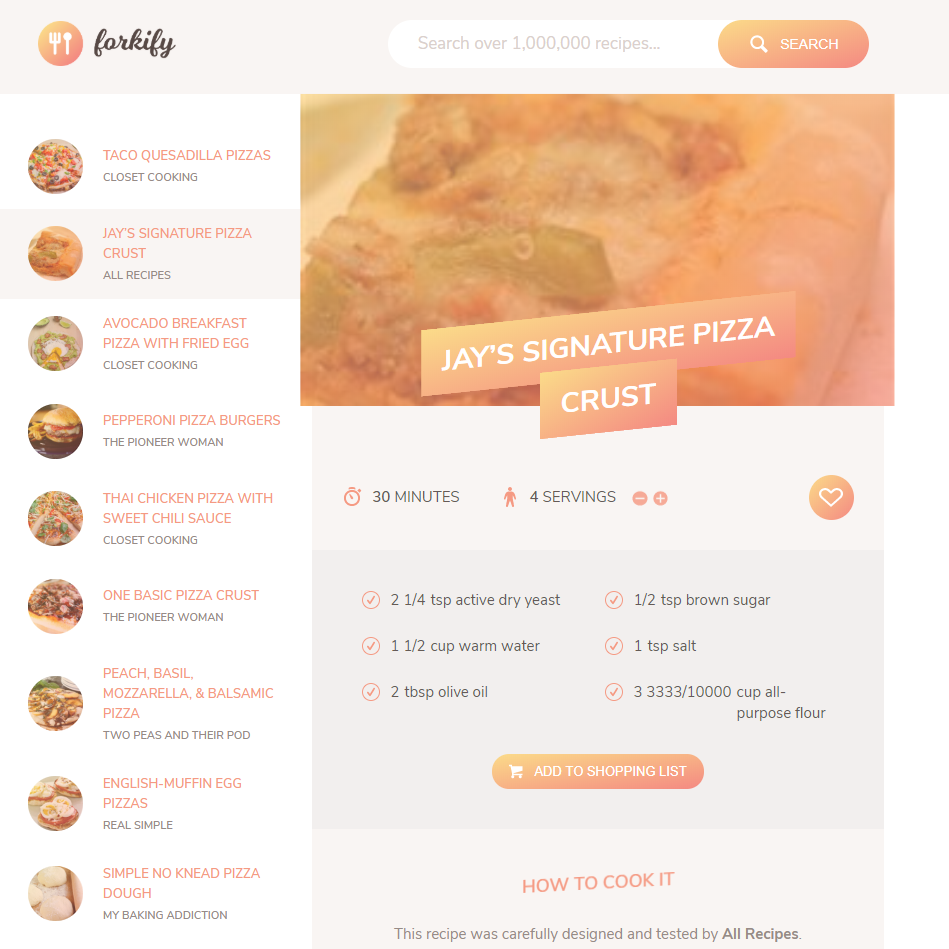 forkify
Search over 1,000,000 recipes...
SEARCH
TACO QUESADILLA PIZZAS
CLOSET COOKING
JAY’S SIGNATURE PIZZA
CRUST
ALL RECIPES
AVOCADO BREAKFAST
PIZZA WITH FRIED EGG
CLOSET COOKING
PEPPERONI PIZZA BURGERS
THE PIONEER WOMAN
THAI CHICKEN PIZZA WITH
SWEET CHILI SAUCE
CLOSET COOKING
ONE BASIC PIZZA CRUST
THE PIONEER WOMAN
PEACH, BASIL,
MOZZARELLA, & BALSAMIC
PIZZA
TWO PEAS AND THEIR POD
ENGLISH-MUFFIN EGG
PIZZAS
REAL SIMPLE
SIMPLE NO KNEAD PIZZA
DOUGH
MY BAKING ADDICTION
JAY’S SIGNATURE PIZZA
CRUST
30 MINUTES
4 SERVINGS
2 1/4 tsp active dry yeast
1/2 tsp brown sugar
1 1/2 cup warm water
1 tsp salt
2 tbsp olive oil
3 3333/10000 cup all-
purpose flour
ADD TO SHOPPING LIST
HOW TO COOK IT
This recipe was carefully designed and tested by All Recipes.